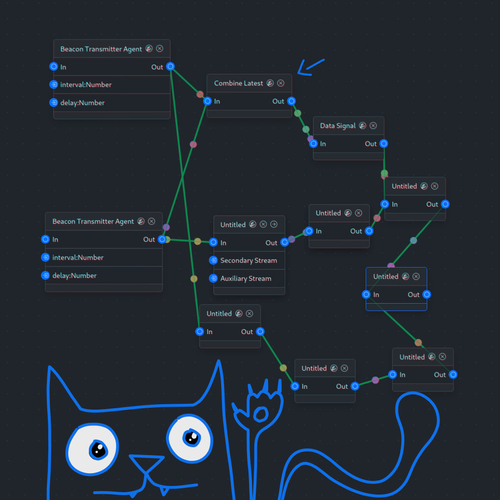 Beacon Transmitter Agent
In Out
interval:Number
delay:Number
Combine Latest
In Out
Data Signal
In Out
Untitled
In Out
Beacon Transmitter Agent
In Out
interval:Number
delay:Number
Untitled
In Out
Secondary Stream
Auxiliary Stream
Untitled
In Out
Untitled
In Out
Untitled
In Out
Untitled
In Out
Untitled
In Out